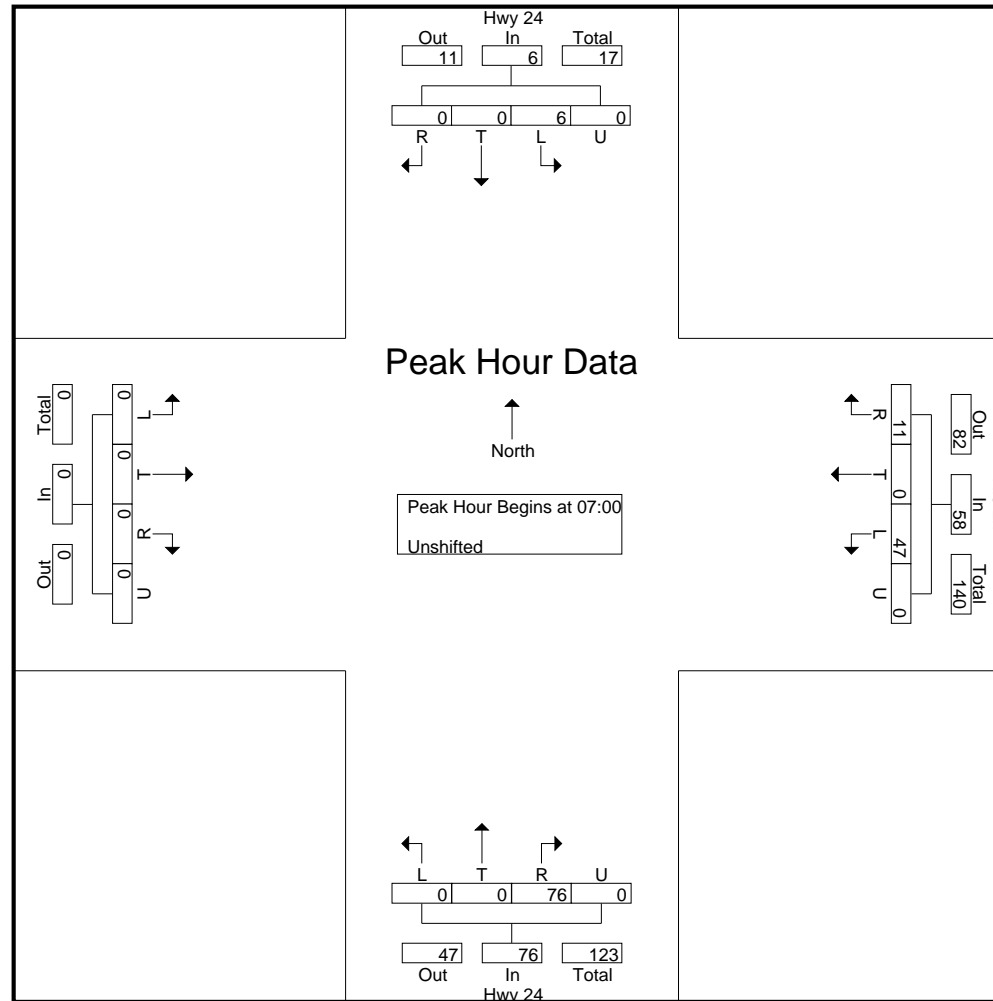 Hwy 24
Out In Total
11 6 17
0 0 6 0
R T L U
Peak Hour Data
North
Peak Hour Begins at 07:00
Unshifted
Total 0
In 0
Out 0
0 0 0 0
L T R U
R T L U
11 0 47 0
Out 82
In 58
Total 140
L T R U
0 0 76 0
47 76 123
Out In Total
Hwy 24